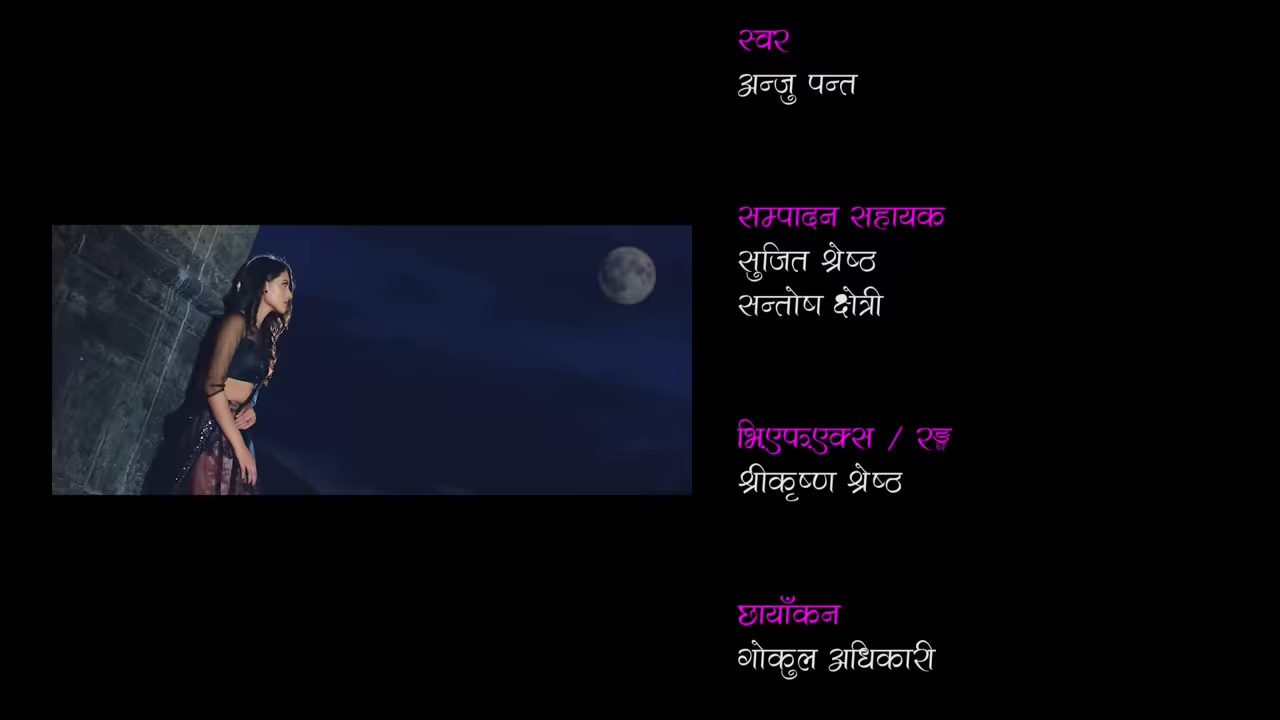 स्वर
अन्जु पन्त
सम्पादन सहायक
सुजित श्रेष्ठ
सन्तोष क्षेत्री
भिएफएक्स / रङ्ग
श्रीकृष्ण श्रेष्ठ
छायाँकन
गोकुल अधिकारी